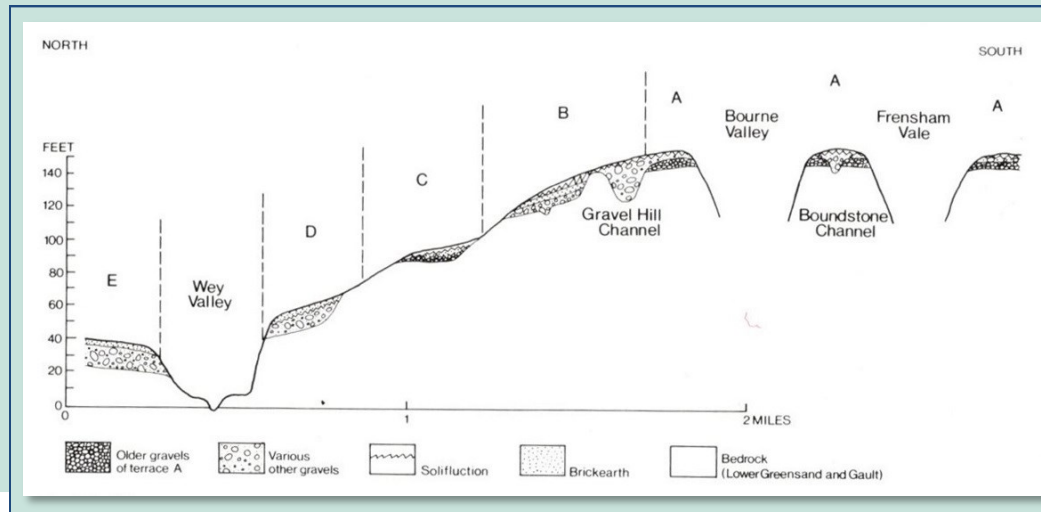 NORTH
SOUTH
A
B
A
A
Bourne
Valley
Frensham
Vale
FEET
140
120
100
80
60
40
20
0
C
D
E
Wey
Valley
Gravel Hill
Channel
Boundstone
Channel
0
1
2 MILES
Older gravels
of terrace A
Various
other gravels
Solifluction
Brickearth
Bedrock
(Lower Greensand and Gault)